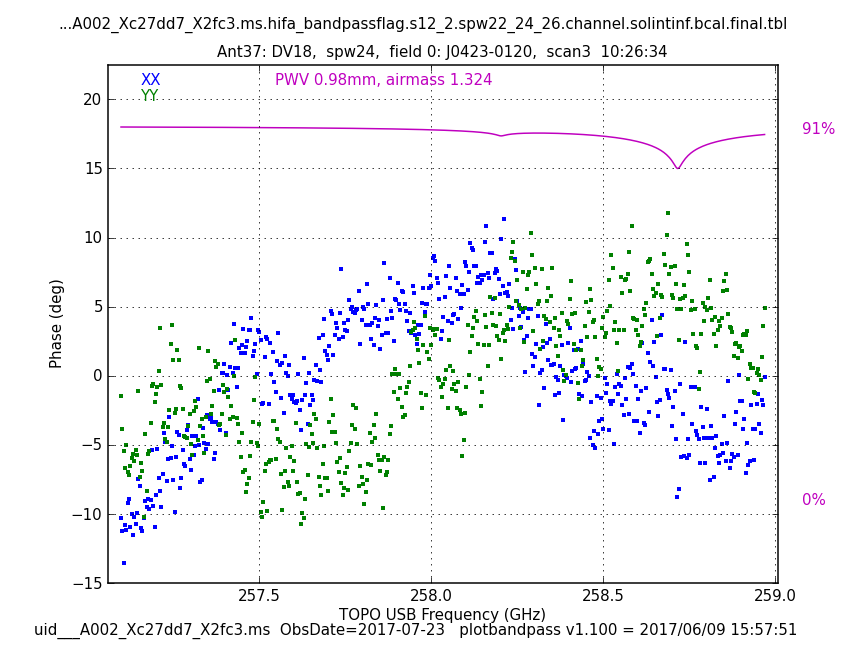 ...A002_Xc27dd7_X2fc3.ms.hifa_bandpassflag.s12_2.spw22_24_26.channel.solintinf.bcal.final.tbl
Ant37: DV18,  spw24,  field 0: J0423-0120,  scan3  10:26:34
XX
PWV 0.98mm, airmass 1.324
YY
20
91%
15
10
5
Phase (deg)
0
−5
−10
0%
−15
257.5
258.0
258.5
259.0
TOPO USB Frequency (GHz)
uid___A002_Xc27dd7_X2fc3.ms  ObsDate=2017-07-23   plotbandpass v1.100 = 2017/06/09 15:57:51